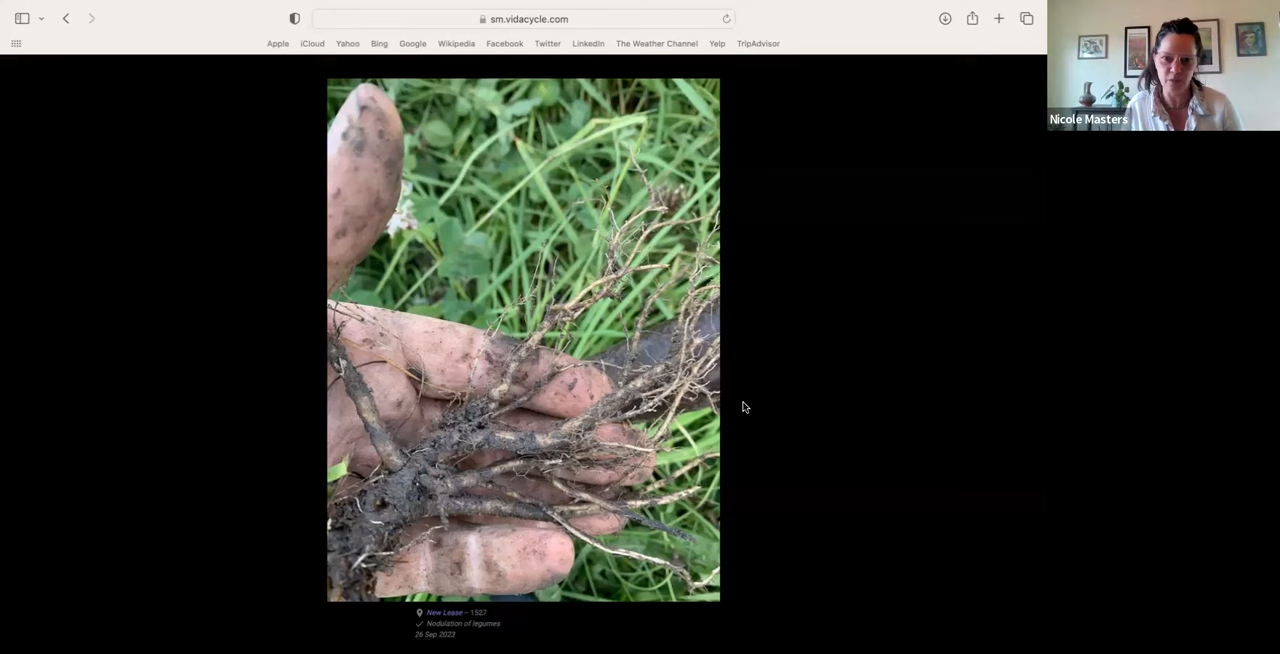 sm.vidacycle.com
Apple iCloud Yahoo Bing Google Wikipedia Facebook Twitter LinkedIn The Weather Channel Yelp TripAdvisor
Nicole Masters
New Lease – 1527
Nodulation of legumes
26 Sep 2023